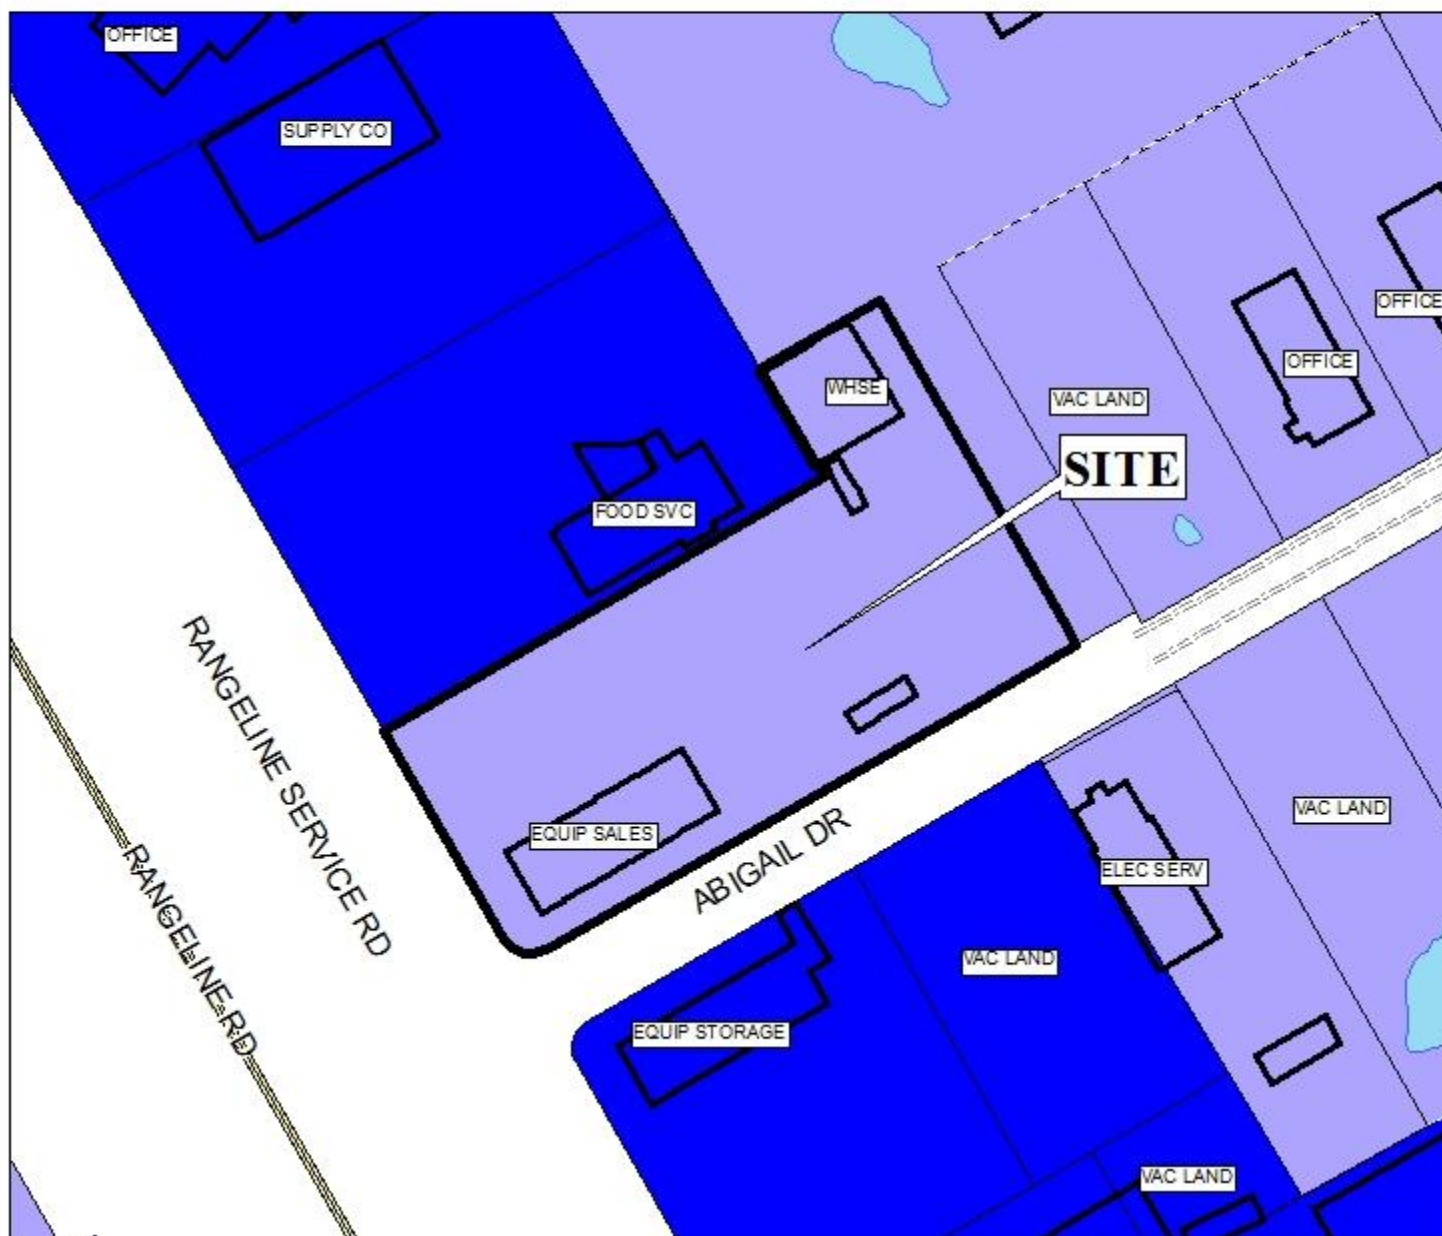 OFFICE
SUPPLY CO
OFFICE
OFFICE
WHSE
VAC LAND
SITE
FOOD SVC
RANGELINE SERVICE RD
EQUIP SALES
ABIGAIL DR
VAC LAND
RANGELINE RD
ELEC SERV
VAC LAND
EQUIP STORAGE
VAC LAND